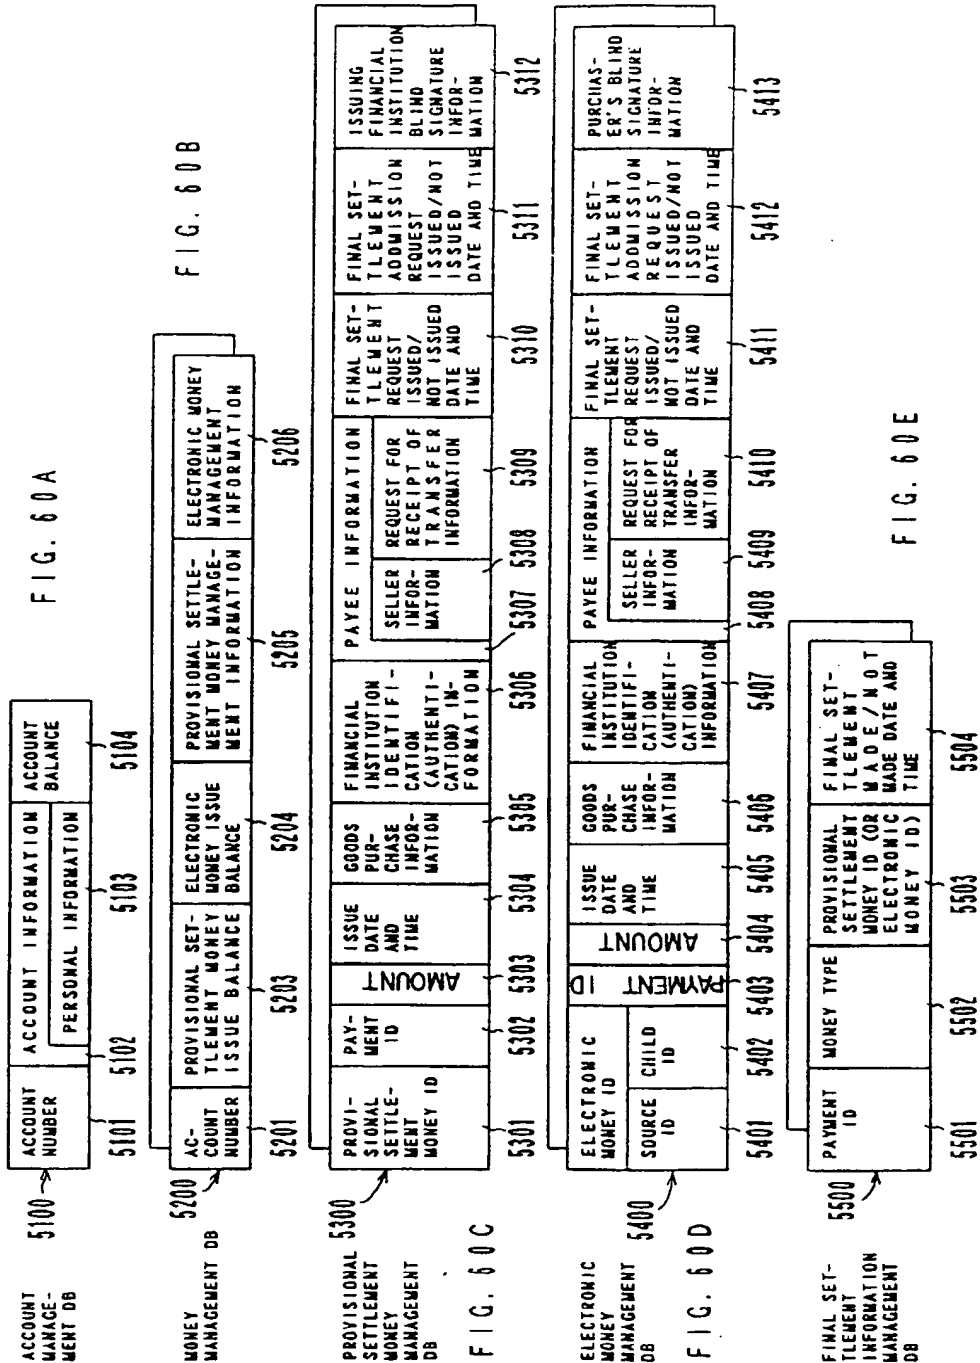 FIG. 60A
ACCOUNT
MANAGE-
MENT DB
5100
ACCOUNT
NUMBER
ACCOUNT INFORMATION
PERSONAL INFORMATION
ACCOUNT
BALANCE
5101
5102
5103
5104
FIG. 60B
MONEY
MANAGEMENT DB
5200
AC-
COUNT
NUMBER
PROVISIONAL SET-
TLEMENT MONEY
ISSUE BALANCE
ELECTRONIC
MONEY ISSUE
BALANCE
PROVISIONAL SETTLE-
MENT MONEY MANAGE-
MENT INFORMATION
ELECTRONIC MONEY
MANAGEMENT
INFORMATION
5201
5203
5204
5205
5206
PROVISIONAL
SETTLEMENT
MONEY
MANAGEMENT
DB
5300
PROVI-
SIONAL
SETTLE-
MENT
MONEY ID
PAY-
MENT
ID
AMOUNT
ISSUE
DATE
AND
TIME
GOODS
PUR-
CHASE
INFOR-
MATION
FINANCIAL
INSTITUTION
IDENTIFI-
CATION
(AUTHENTI-
CATION) IN-
FORMATION
PAYEE INFORMATION
SELLER
INFOR-
MATION
REQUEST FOR
RECEIPT OF
TRANSFER
INFORMATION
FINAL SET-
TLEMENT
REQUEST
ISSUED/
NOT ISSUED
DATE AND
TIME
FINAL SET-
TLEMENT
ADDMISSION
REQUEST
ISSUED/NOT
ISSUED
DATE AND TIME
ISSUING
FINANCIAL
INSTITUTION
BLIND
SIGNATURE
INFOR-
MATION
5301
5302
5303
5304
5305
5306
5307
5308
5309
5310
5311
5312
FIG. 60C
ELECTRONIC
MONEY
MANAGEMENT
DB
5400
ELECTRONIC
MONEY ID
SOURCE
ID
CHILD
ID
PAYMENT
ID
AMOUNT
ISSUE
DATE
AND
TIME
GOODS
PUR-
CHASE
INFOR-
MATION
FINANCIAL
INSTITUTION
IDENTIFI-
CATION
(AUTHENTI-
CATION)
INFORMATION
PAYEE INFORMATION
SELLER
INFOR-
MATION
REQUEST FOR
RECEIPT OF
TRANSFER
INFOR-
MATION
FINAL SET-
TLEMENT
REQUEST
ISSUED/
NOT ISSUED
DATE AND
TIME
FINAL SET-
TLEMENT
ADDMISSION
REQUEST
ISSUED/NOT
ISSUED
DATE AND TIME
PURCHAS-
ER'S BLIND
SIGNATURE
INFOR-
MATION
5401
5402
5403
5404
5405
5406
5407
5408
5409
5410
5411
5412
5413
FIG. 60D
FINAL SET-
TLEMENT
INFORMATION
MANAGEMENT
DB
5500
PAYMENT
ID
MONEY TYPE
PROVISIONAL
SETTLEMENT
MONEY ID (OR
ELECTRONIC
MONEY ID)
FINAL SET-
TLEMENT
MADE/NOT
MADE DATE AND
TIME
5501
5502
5503
5504
FIG. 60E